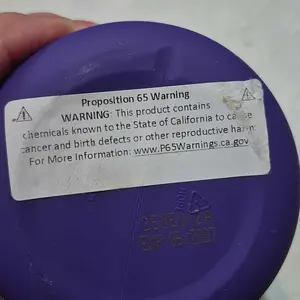 Proposition 65 Warning
WARNING: This product contains
chemicals known to the State of California to cause
cancer and birth defects or other reproductive harm
For More Information: www.P65Warnings.ca.gov